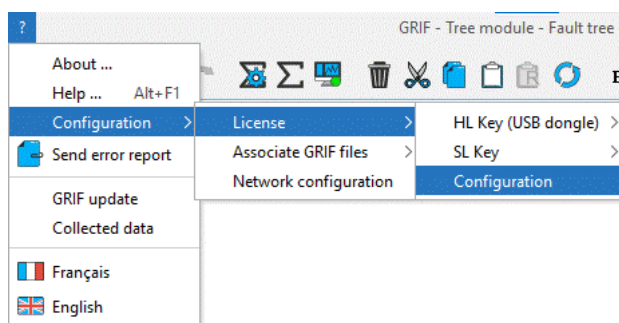 ?
GRIF - Tree module - Fault tree
About ...
Help ... Alt+F1
Configuration >
License >
HL Key (USB dongle) >
Send error report
Associate GRIF files >
SL Key >
Network configuration
Configuration
GRIF update
Collected data
Français
English